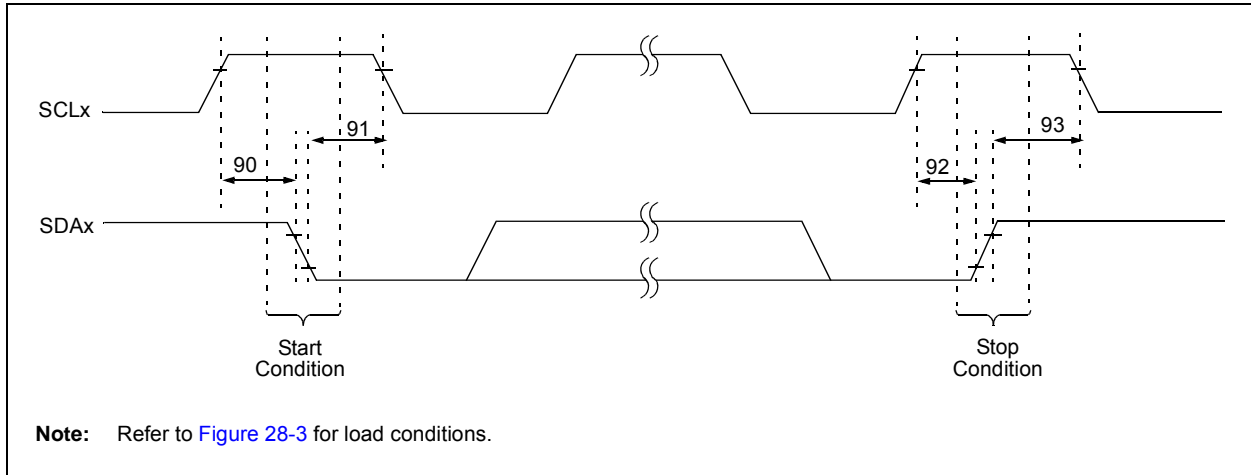 SCLx
91
93
90
92
SDAx
Start
Condition
Stop
Condition
Note: Refer to Figure 28-3 for load conditions.